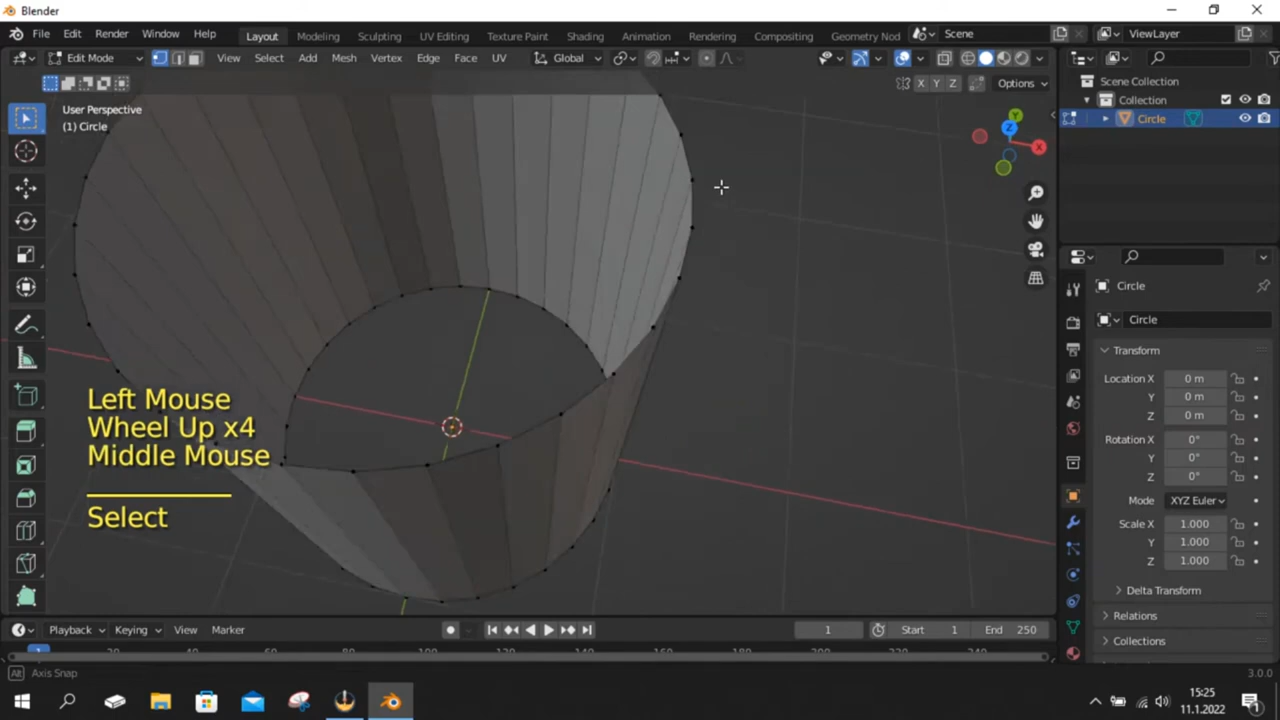 Blender
File Edit Render Window Help Layout Modeling Sculpting UV Editing Texture Paint Shading Animation Rendering Compositing Geometry Nod Scene ViewLayer
Edit Mode View Select Add Mesh Vertex Edge Face UV Global
X Y Z Options
User Perspective
(1) Circle
Y
Z
X
Scene Collection
Collection
Circle
Circle
Circle
Transform
Location X 0 m
Y 0 m
Z 0 m
Rotation X 0°
Y 0°
Z 0°
Mode XYZ Euler
Scale X 1.000
Y 1.000
Z 1.000
Delta Transform
Relations
Collections
Left Mouse
Wheel Up x4
Middle Mouse
Select
Playback Keying View Marker 1 Start 1 End 250
Alt Axis Snap 3.0.0
15:25
11.1.2022